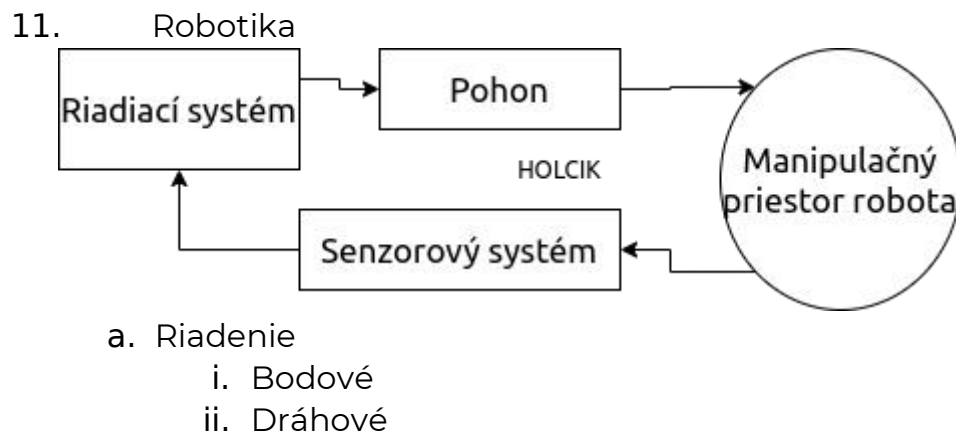 11. Robotika
Riadiací systém
Pohon
HOLCIK
Manipulačný
priestor robota
Senzorový systém
a. Riadenie
i. Bodové
ii. Dráhové